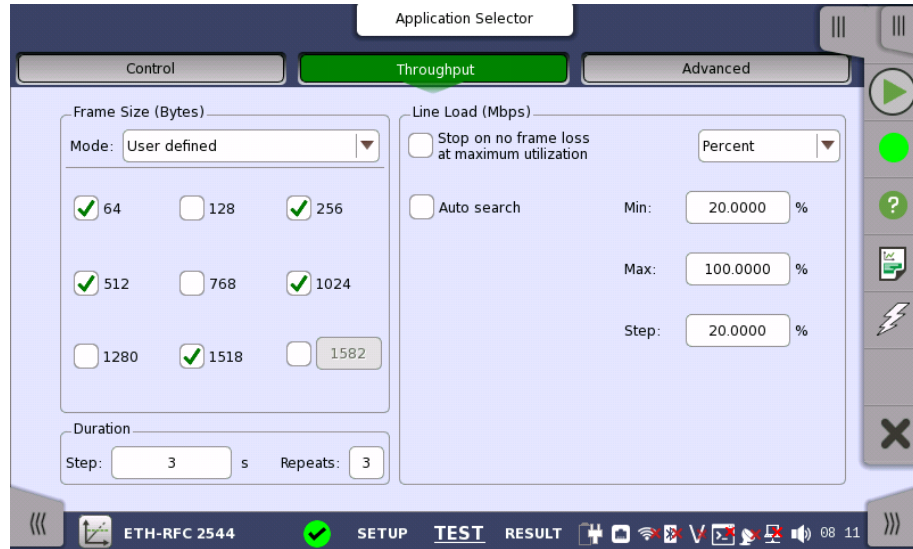 Application Selector
Control Throughput Advanced
Frame Size (Bytes)
Mode: User defined
64 128 256
512 768 1024
1280 1518 1582
Duration
Step: 3 s Repeats: 3
Line Load (Mbps)
Stop on no frame loss
at maximum utilization
Percent
Auto search Min: 20.0000 %
Max: 100.0000 %
Step: 20.0000 %
ETH-RFC 2544 SETUP TEST RESULT 08 11